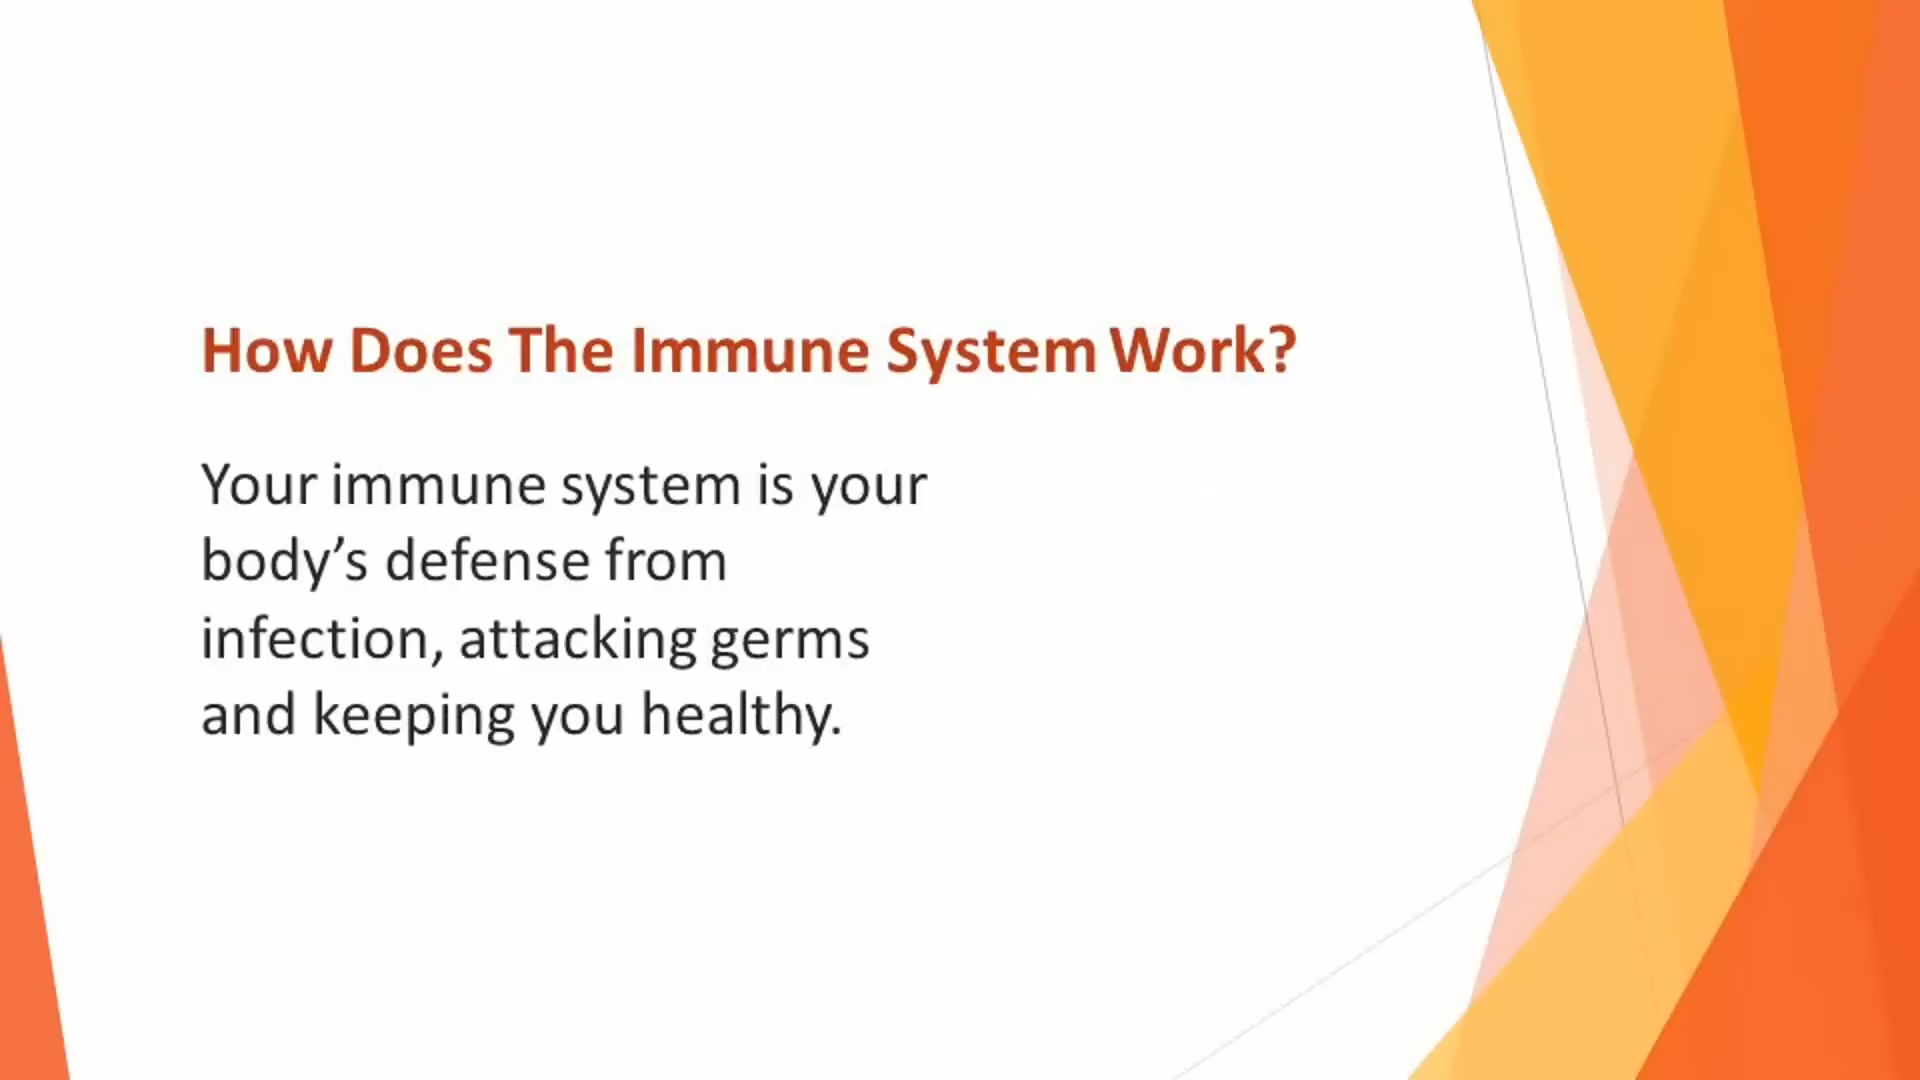 How Does The Immune System Work?
Your immune system is your
body’s defense from
infection, attacking germs
and keeping you healthy.